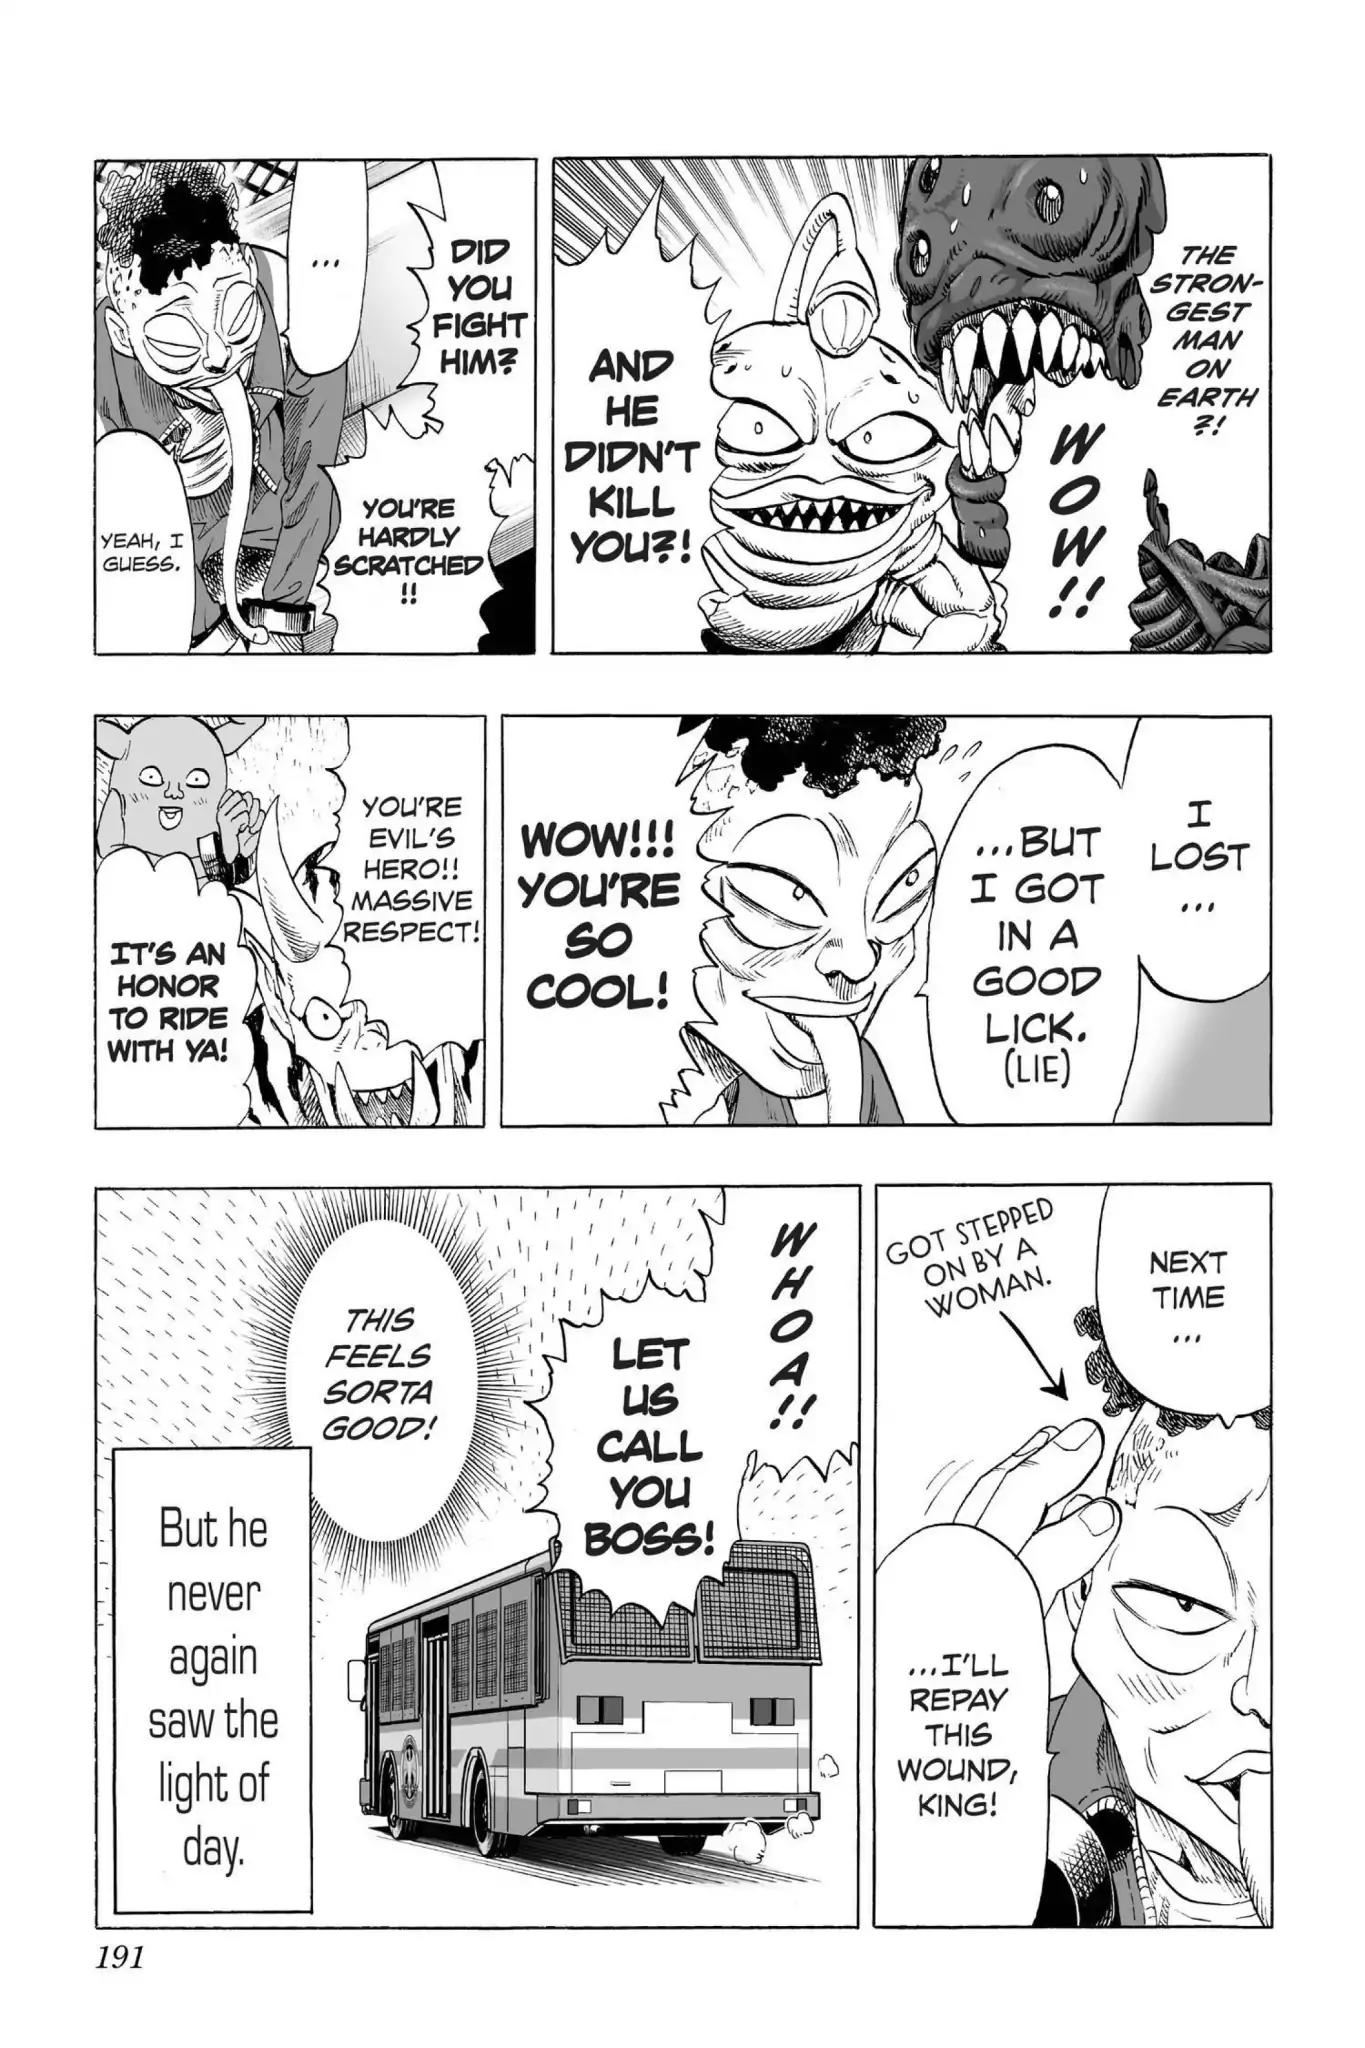 THE
STRON-
GEST
MAN
ON
EARTH
?!
WOW!!
AND
HE
DIDN'T
KILL
YOU?!
DID
YOU
FIGHT
HIM?
YOU'RE
HARDLY
SCRATCHED
!!
...
YEAH, I
GUESS.
I
LOST
...
...BUT
I GOT
IN A
GOOD
LICK.
(LIE)
WOW!!!
YOU'RE
SO
COOL!
YOU'RE
EVIL'S
HERO!!
MASSIVE
RESPECT!
IT'S AN
HONOR
TO RIDE
WITH YA!
NEXT
TIME
...
GOT STEPPED
ON BY A
WOMAN.
...I'LL
REPAY
THIS
WOUND,
KING!
WHOA!!
LET
US
CALL
YOU
BOSS!
THIS
FEELS
SORTA
GOOD!
But he
never
again
saw the
light of
day.
191